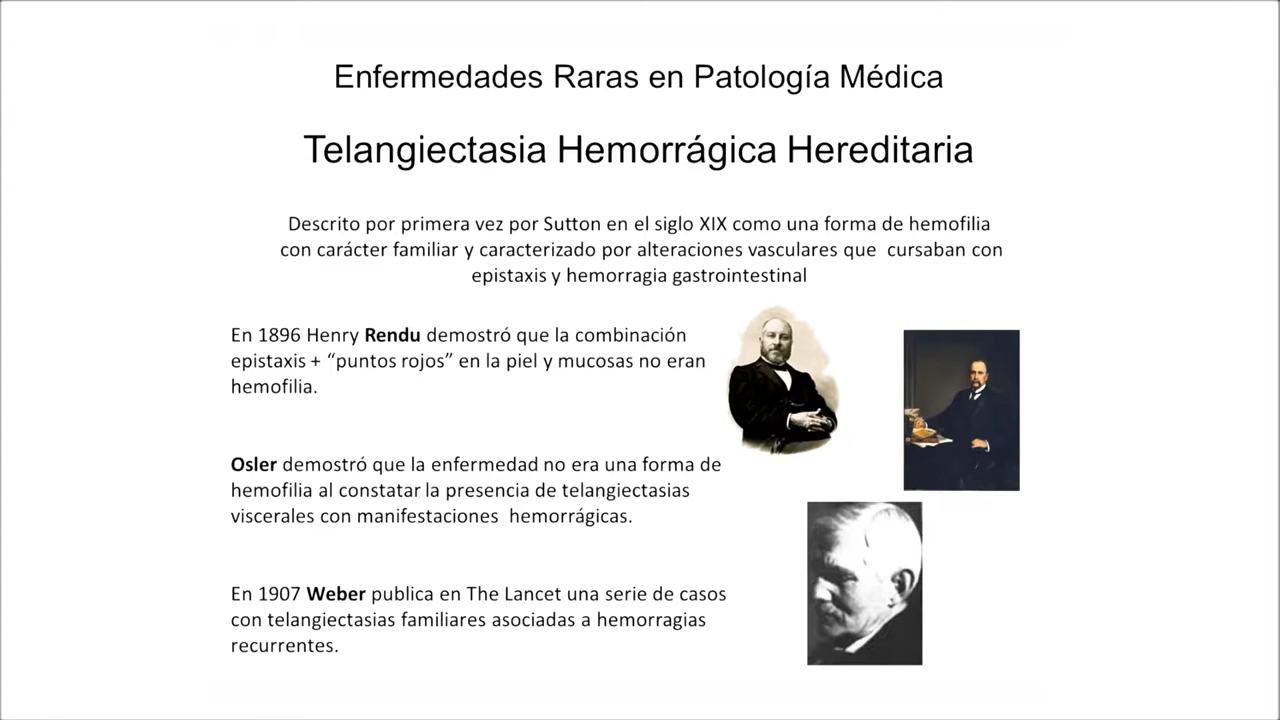 Enfermedades Raras en Patología Médica
Telangiectasia Hemorrágica Hereditaria
Descrito por primera vez por Sutton en el siglo XIX como una forma de hemofilia
con carácter familiar y caracterizado por alteraciones vasculares que cursaban con
epistaxis y hemorragia gastrointestinal
En 1896 Henry Rendu demostró que la combinación
epistaxis + “puntos rojos” en la piel y mucosas no eran
hemofilia.
Osler demostró que la enfermedad no era una forma de
hemofilia al constatar la presencia de telangiectasias
viscerales con manifestaciones hemorrágicas.
En 1907 Weber publica en The Lancet una serie de casos
con telangiectasias familiares asociadas a hemorragias
recurrentes.